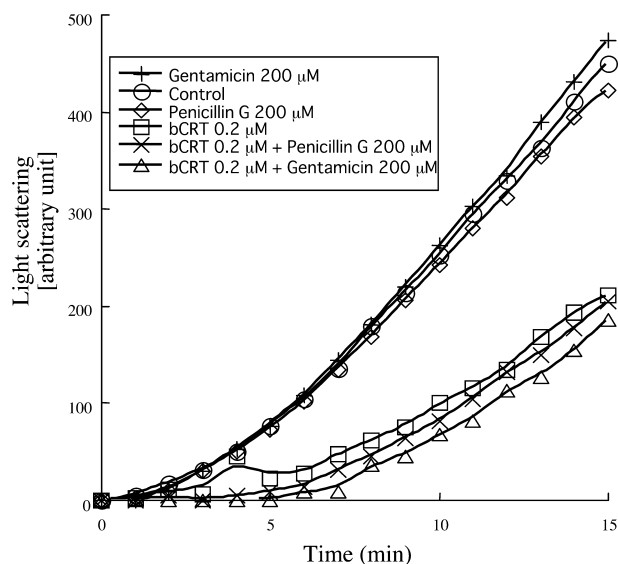 500
400
300
200
100
0
Light scattering
[arbitrary unit]
Gentamicin 200 μM
Control
Penicillin G 200 μM
bCRT 0.2 μM
bCRT 0.2 μM + Penicillin G 200 μM
bCRT 0.2 μM + Gentamicin 200 μM
0 5 10 15
Time (min)